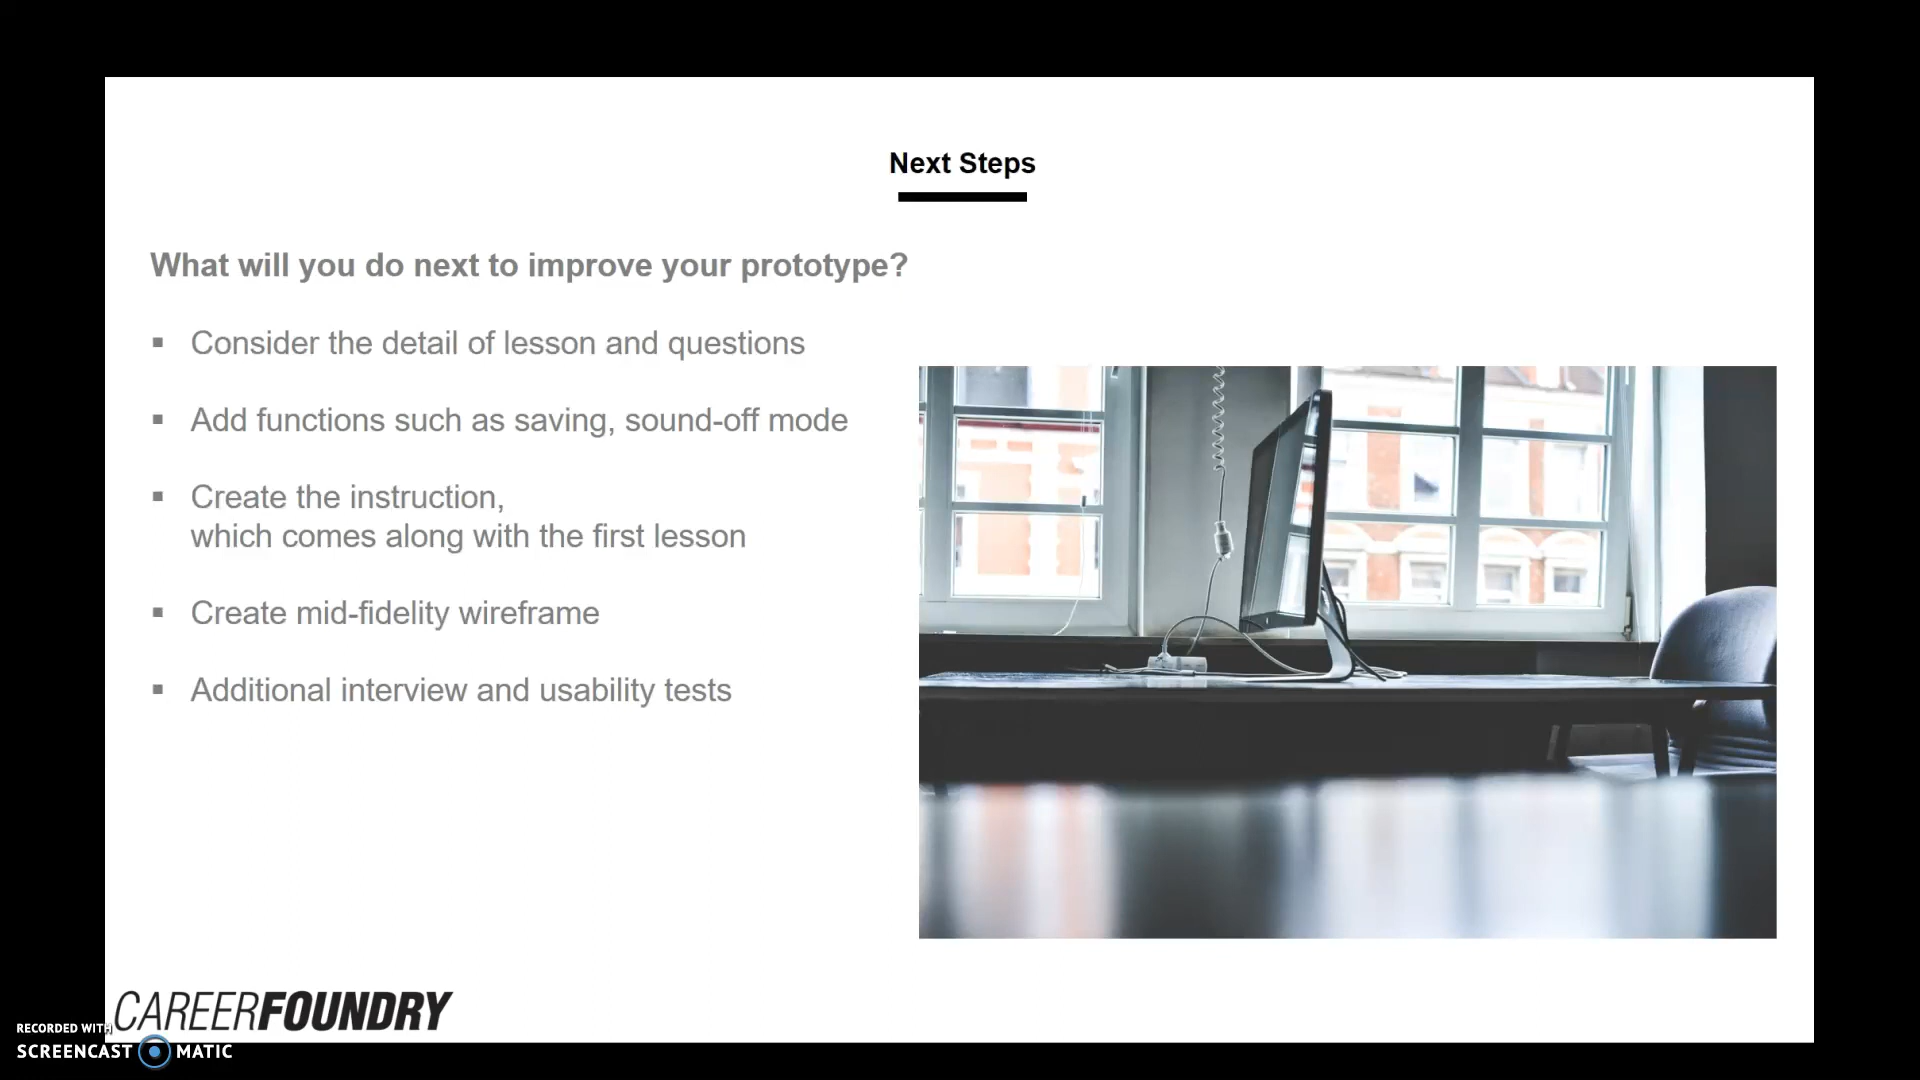 Next Steps
What will you do next to improve your prototype?
▪ Consider the detail of lesson and questions
▪ Add functions such as saving, sound-off mode
▪ Create the instruction,
which comes along with the first lesson
▪ Create mid-fidelity wireframe
▪ Additional interview and usability tests
CAREERFOUNDRY
RECORDED WITH
SCREENCAST MATIC